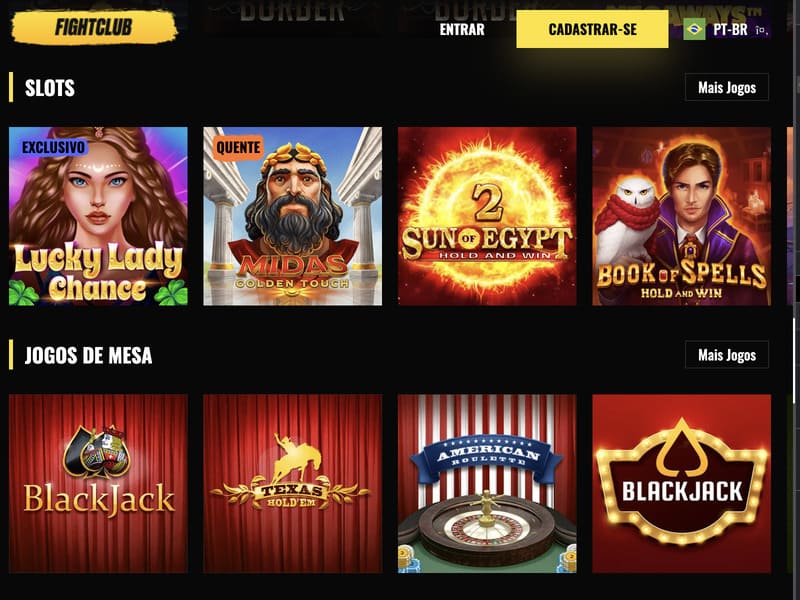 BORDER
BORDER
MEGAWAYS™
FIGHTCLUB
ENTRAR
CADASTRAR-SE
PT-BR
SLOTS
Mais Jogos
EXCLUSIVO
Lucky Lady
Chance
QUENTE
MIDAS
GOLDEN TOUCH
2
SUN OF EGYPT
HOLD AND WIN
BOOK OF SPELLS
HOLD AND WIN
JOGOS DE MESA
Mais Jogos
BlackJack
TEXAS
HOLD'EM
AMERICAN
ROULETTE
BLACKJACK